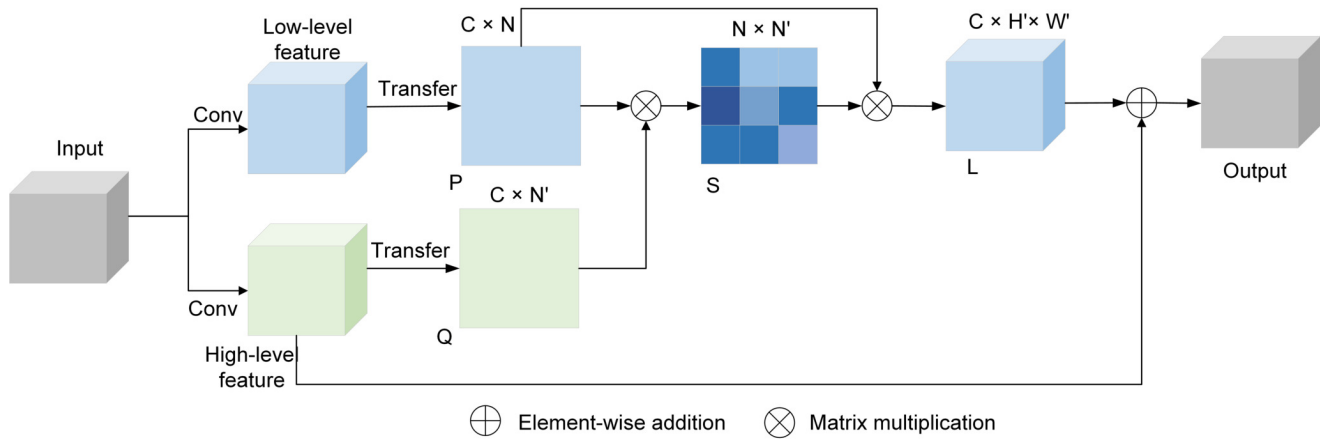 Low-level
feature
C × N
N × N'
C × H'× W'
Conv
Transfer
Input
P
S
L
Output
C × N'
Transfer
Conv
Q
High-level
feature
Element-wise addition
Matrix multiplication